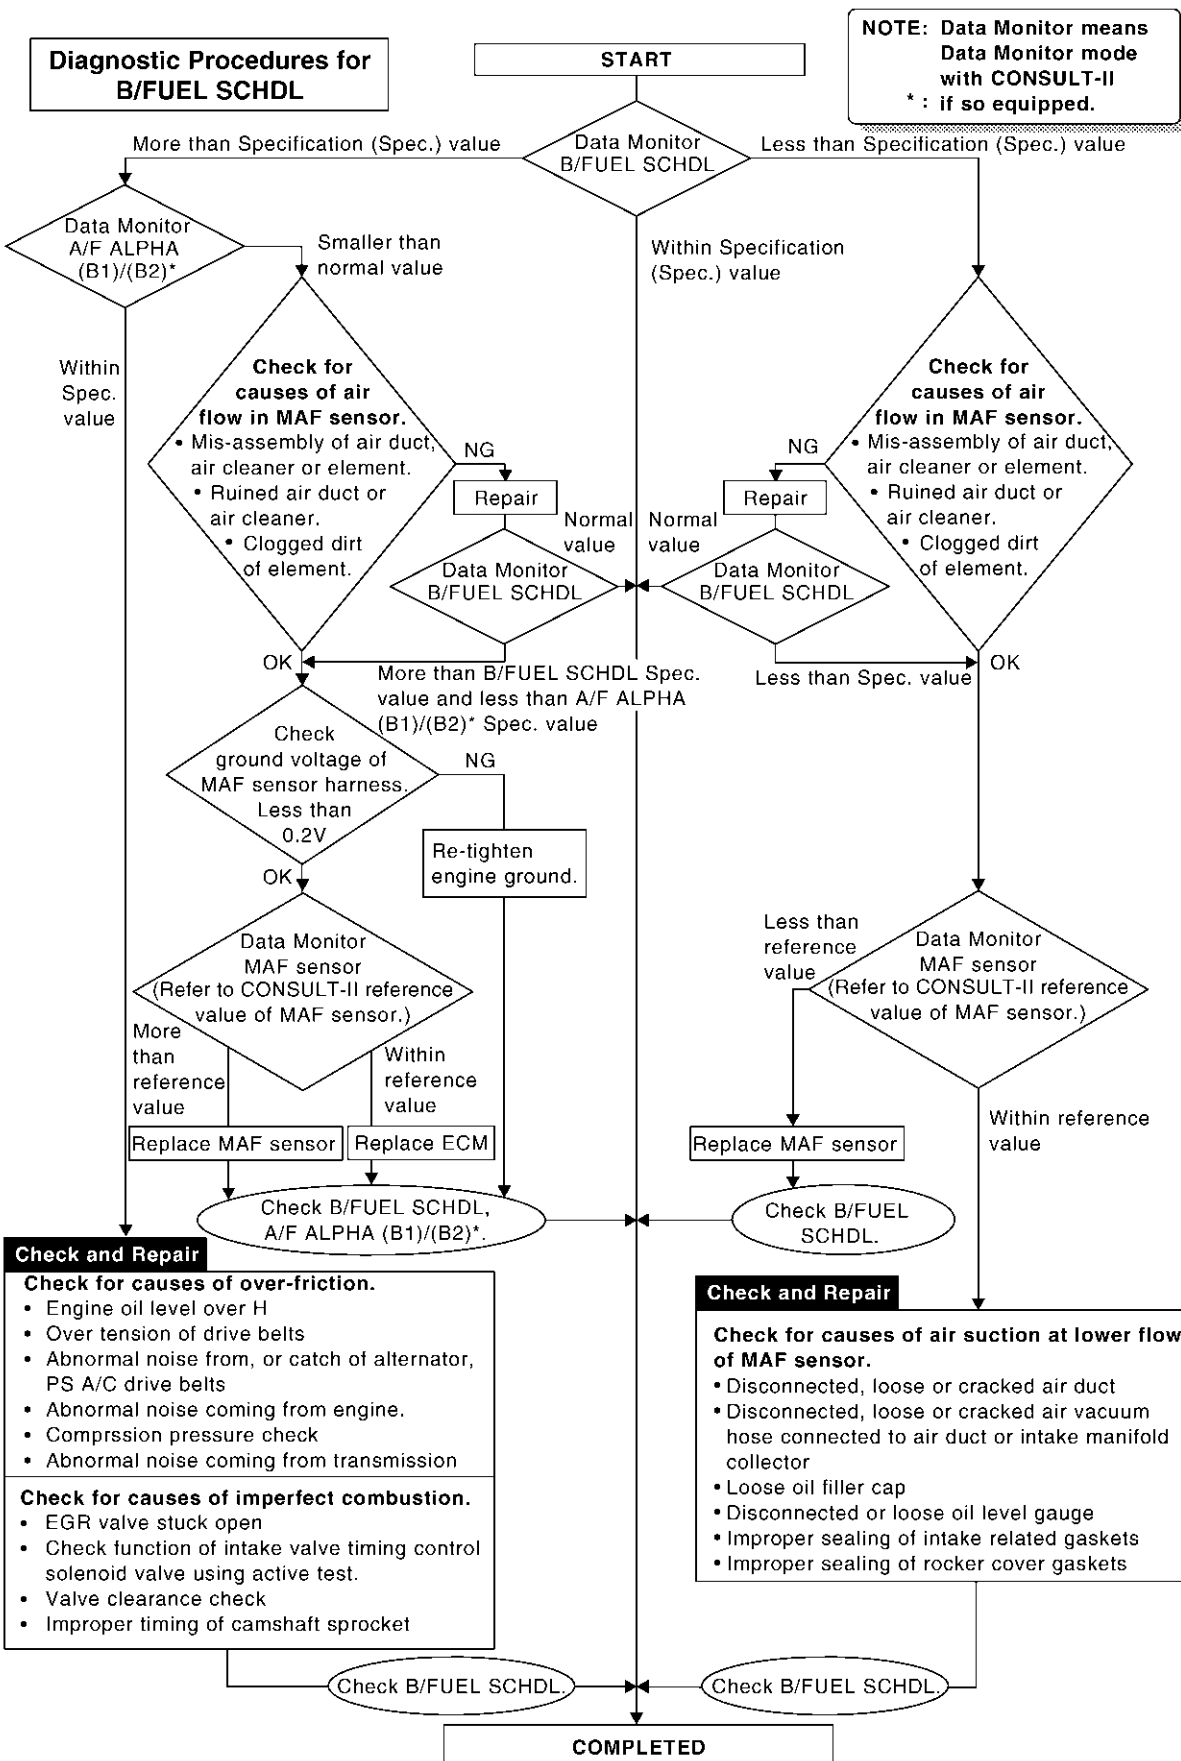 Diagnostic Procedures for
B/FUEL SCHDL
START
NOTE: Data Monitor means
Data Monitor mode
with CONSULT-II
* : if so equipped.
More than Specification (Spec.) value
Data Monitor
B/FUEL SCHDL
Less than Specification (Spec.) value
Data Monitor
A/F ALPHA
(B1)/(B2)*
Smaller than
normal value
Within Specification
(Spec.) value
Within
Spec.
value
Check for
causes of air
flow in MAF sensor.
• Mis-assembly of air duct,
air cleaner or element.
• Ruined air duct or
air cleaner.
• Clogged dirt
of element.
NG
Repair
Normal
value
Data Monitor
B/FUEL SCHDL
Check for
causes of air
flow in MAF sensor.
• Mis-assembly of air duct,
air cleaner or element.
• Ruined air duct or
air cleaner.
• Clogged dirt
of element.
NG
Repair
Normal
value
Data Monitor
B/FUEL SCHDL
OK
More than B/FUEL SCHDL Spec.
value and less than A/F ALPHA
(B1)/(B2)* Spec. value
Less than Spec. value
OK
Check
ground voltage of
MAF sensor harness.
Less than
0.2V
NG
Re-tighten
engine ground.
OK
Data Monitor
MAF sensor
(Refer to CONSULT-II reference
value of MAF sensor.)
More
than
reference
value
Within
reference
value
Replace MAF sensor
Replace ECM
Check B/FUEL SCHDL,
A/F ALPHA (B1)/(B2)*.
Less than
reference
value
Data Monitor
MAF sensor
(Refer to CONSULT-II reference
value of MAF sensor.)
Within reference
value
Replace MAF sensor
Check B/FUEL
SCHDL.
Check and Repair
Check for causes of over-friction.
• Engine oil level over H
• Over tension of drive belts
• Abnormal noise from, or catch of alternator,
PS A/C drive belts
• Abnormal noise coming from engine.
• Comprssion pressure check
• Abnormal noise coming from transmission
Check for causes of imperfect combustion.
• EGR valve stuck open
• Check function of intake valve timing control
solenoid valve using active test.
• Valve clearance check
• Improper timing of camshaft sprocket
Check and Repair
Check for causes of air suction at lower flow
of MAF sensor.
• Disconnected, loose or cracked air duct
• Disconnected, loose or cracked air vacuum
hose connected to air duct or intake manifold
collector
• Loose oil filler cap
• Disconnected or loose oil level gauge
• Improper sealing of intake related gaskets
• Improper sealing of rocker cover gaskets
Check B/FUEL SCHDL.
Check B/FUEL SCHDL.
COMPLETED